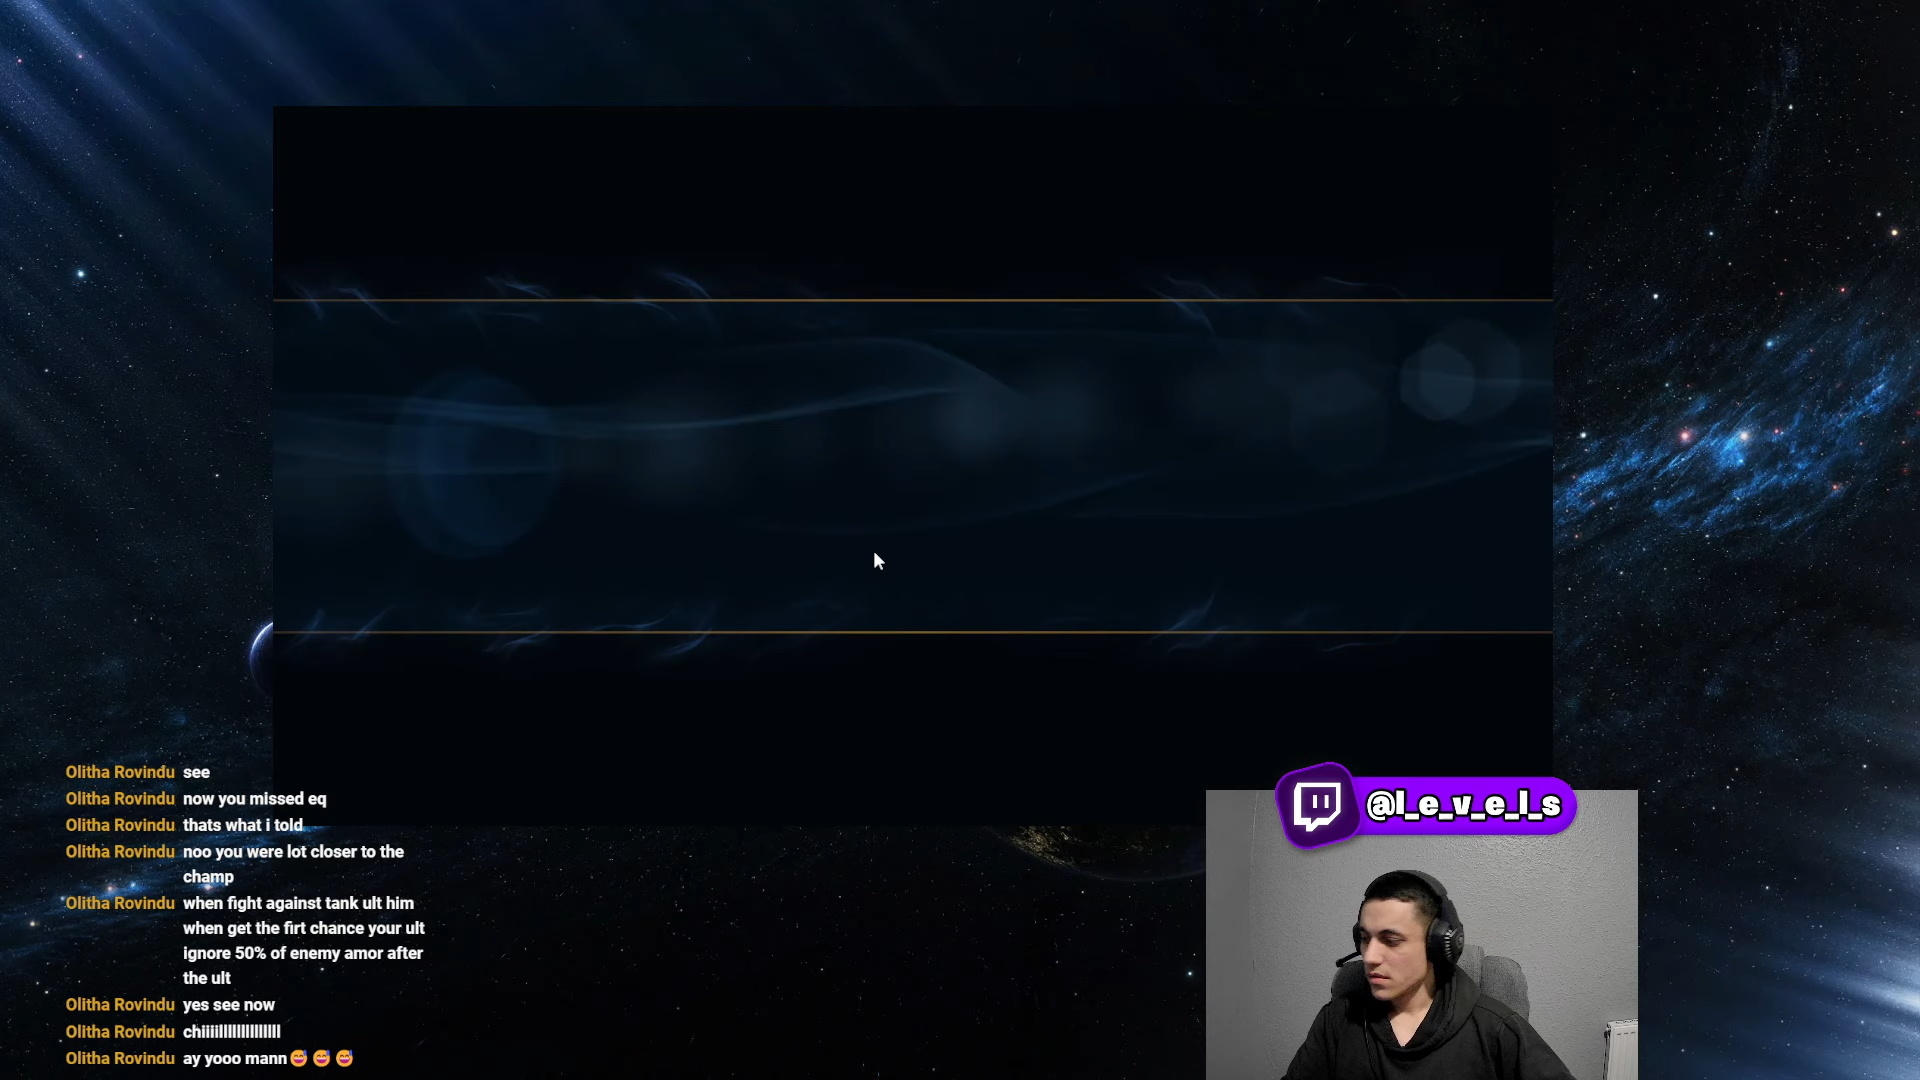 Olitha Rovindu see
Olitha Rovindu now you missed eq
Olitha Rovindu thats what i told
Olitha Rovindu noo you were lot closer to the
champ
Olitha Rovindu when fight against tank ult him
when get the firt chance your ult
ignore 50% of enemy amor after
the ult
Olitha Rovindu yes see now
Olitha Rovindu chiiiillllllllllllll
Olitha Rovindu ay yooo mann😅 😅 😅
@l_e_v_e_l_s